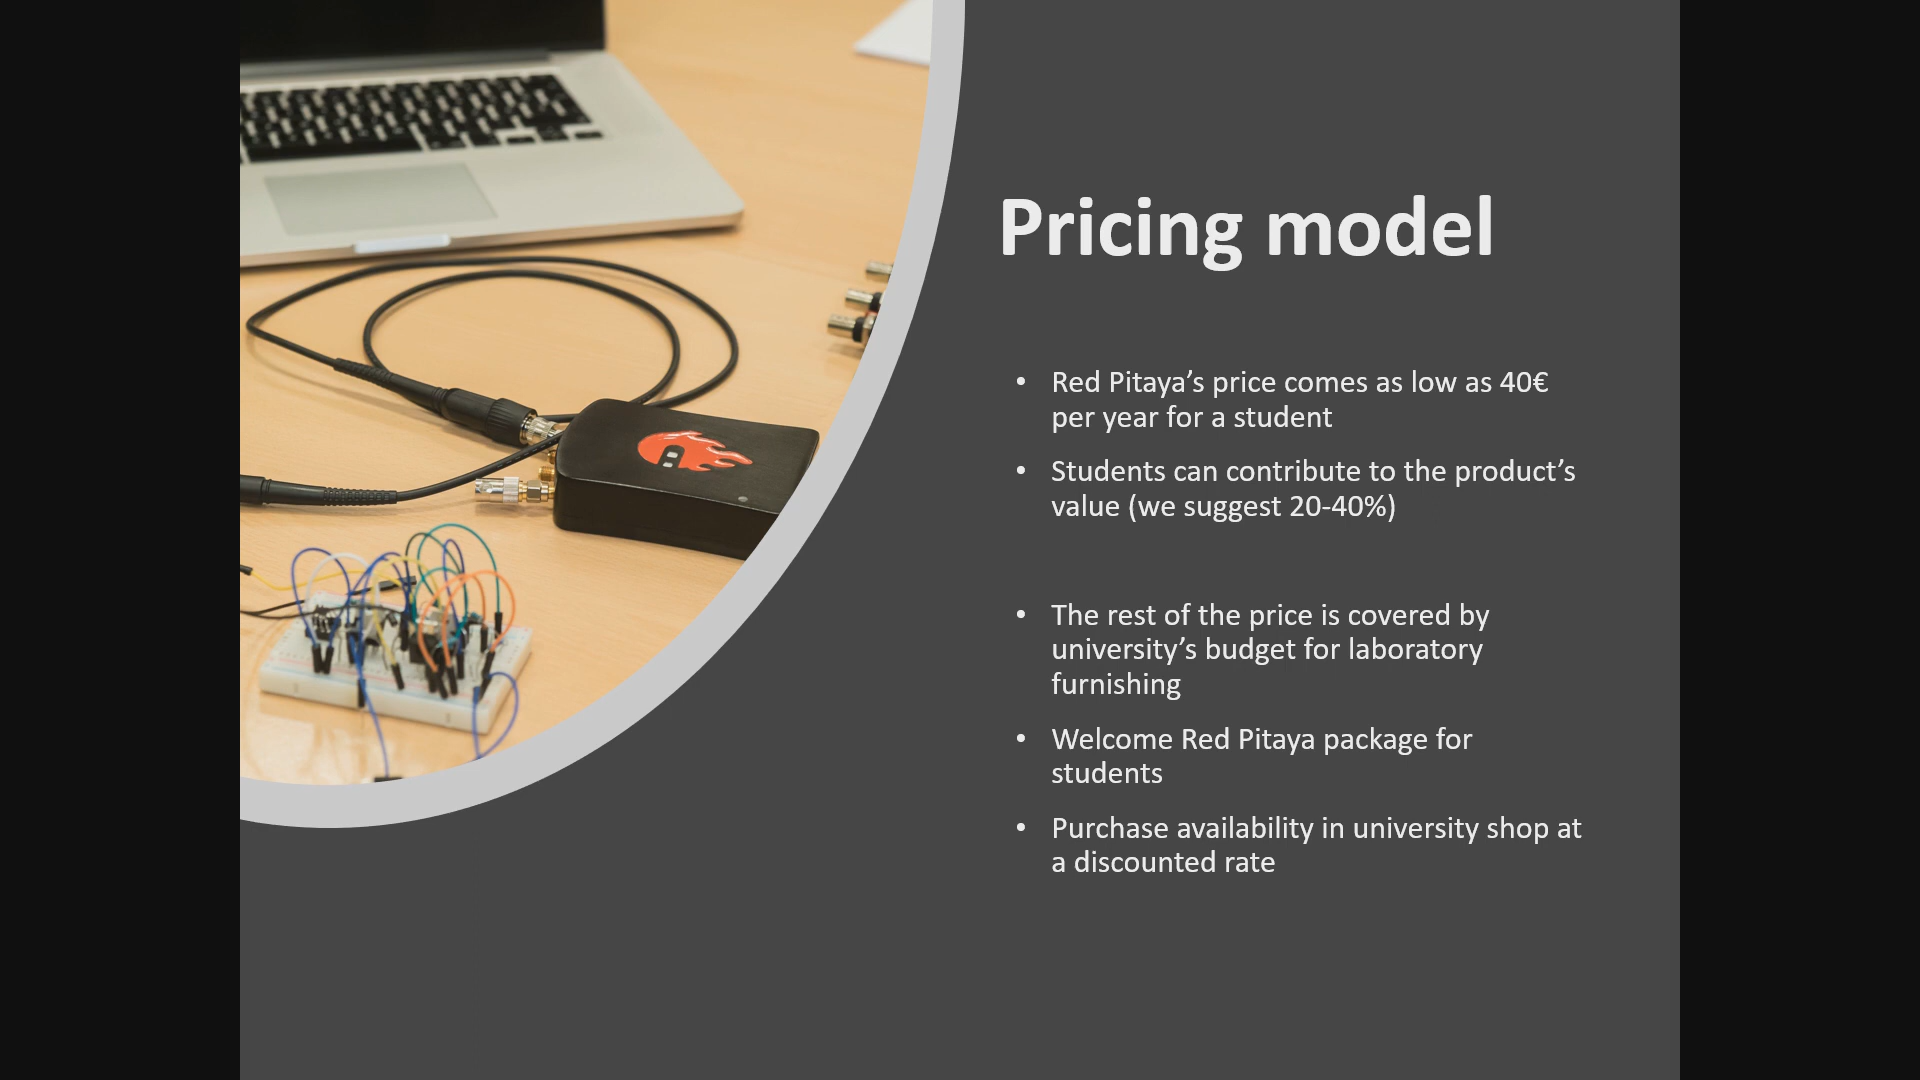 Pricing model
• Red Pitaya’s price comes as low as 40€
per year for a student
• Students can contribute to the product’s
value (we suggest 20-40%)
• The rest of the price is covered by
university’s budget for laboratory
furnishing
• Welcome Red Pitaya package for
students
• Purchase availability in university shop at
a discounted rate